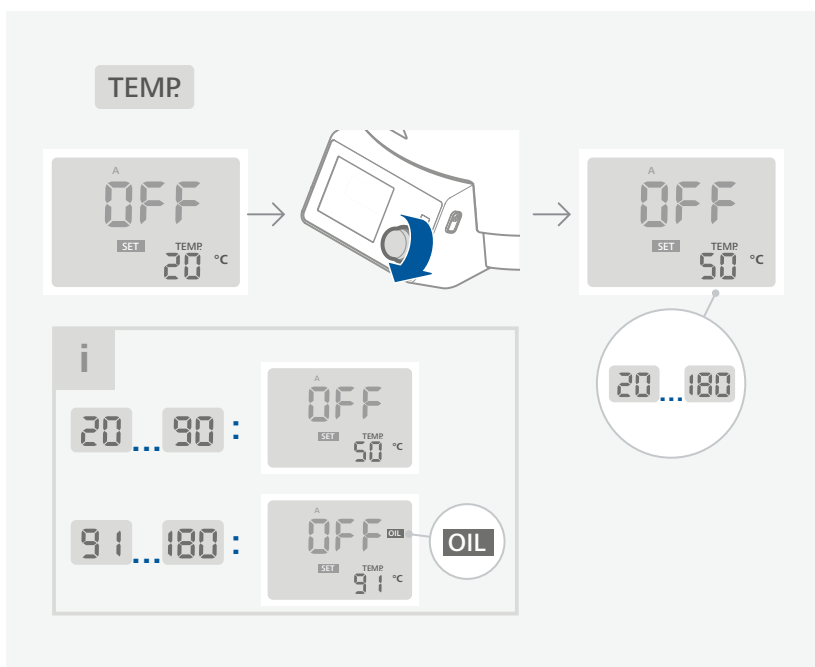 TEMP.
A
OFF
SET TEMP.
20 °C
A
OFF
SET TEMP.
50 °C
20 ... 180
i
20 ... 90 :
A
OFF
SET TEMP.
50 °C
91 ... 180 :
A
OFF OIL
SET TEMP.
91 °C
OIL